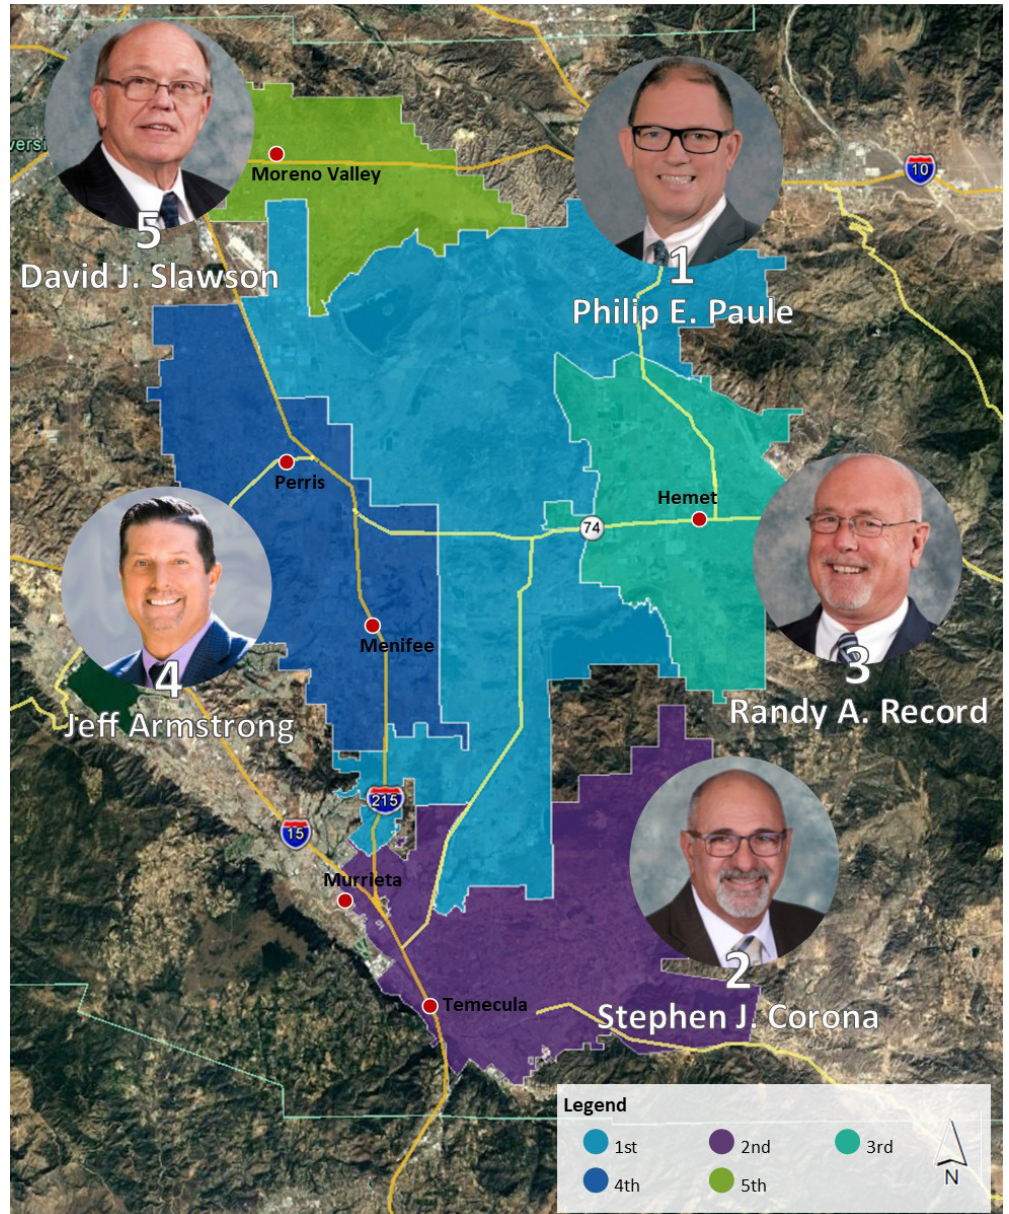 versi
Moreno Valley
10
5
David J. Slawson
1
Philip E. Paule
Perris
Hemet
74
Menifee
4
Jeff Armstrong
3
Randy A. Record
215
15
Murrieta
2
Stephen J. Corona
Temecula
Legend
1st
2nd
3rd
4th
5th
N